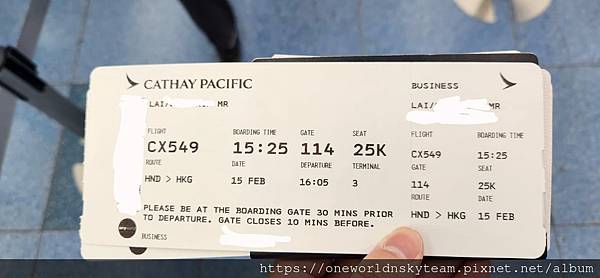 CATHAY PACIFIC
BUSINESS
LAI/ MR
LAI/
FLIGHT BOARDING TIME GATE SEAT
CX549 15:25 114 25K
ROUTE DATE DEPARTURE TERMINAL
HND > HKG 15 FEB 16:05 3
PLEASE BE AT THE BOARDING GATE 30 MINS PRIOR
TO DEPARTURE. GATE CLOSES 10 MINS BEFORE.
BUSINESS
FLIGHT BOARDING TIME
CX549 15:25
GATE SEAT
114 25K
ROUTE DATE
HND > HKG 15 FEB
https://oneworldnskyteam.pixnet.net/album